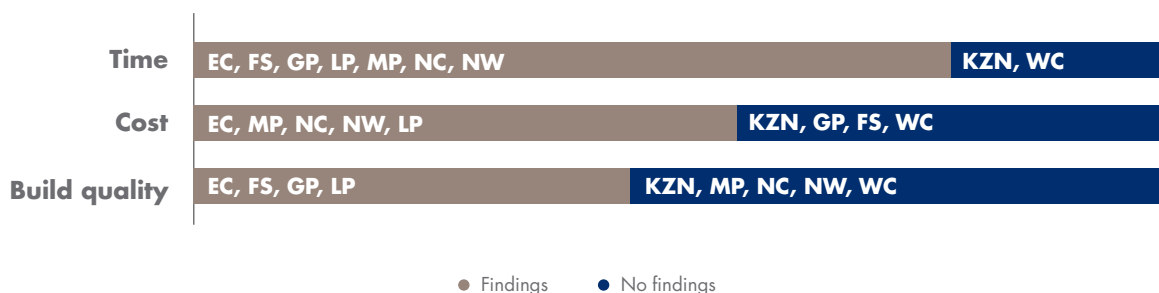 Time EC, FS, GP, LP, MP, NC, NW KZN, WC
Cost EC, MP, NC, NW, LP KZN, GP, FS, WC
Build quality EC, FS, GP, LP KZN, MP, NC, NW, WC
Findings No findings